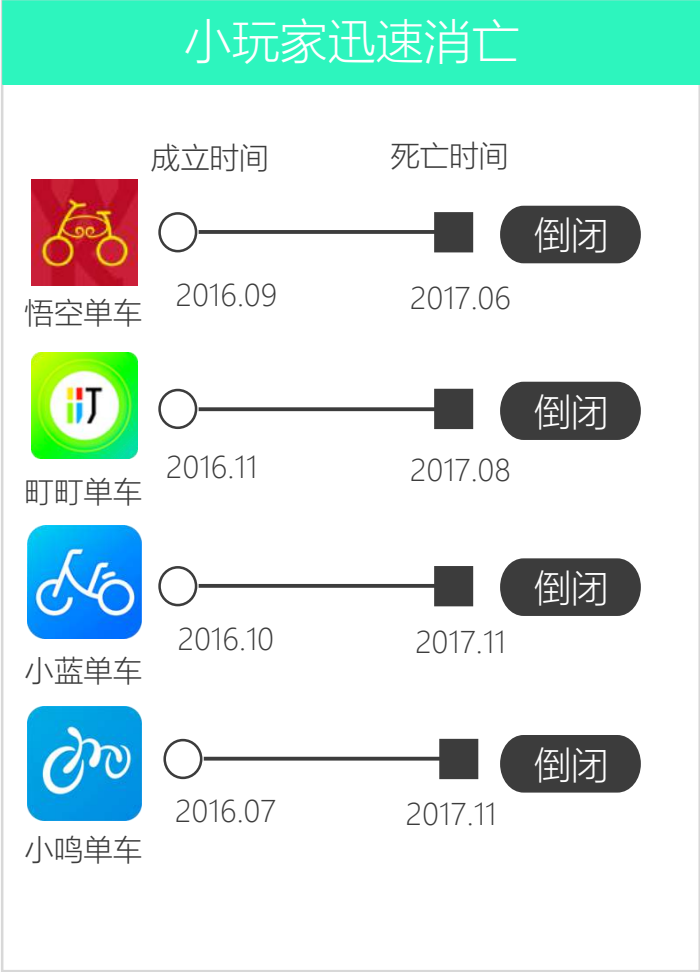 小玩家迅速消亡
成立时间 死亡时间
倒闭
2016.09 2017.06
悟空单车
倒闭
2016.11 2017.08
町町单车
倒闭
2016.10 2017.11
小蓝单车
倒闭
2016.07 2017.11
小鸣单车